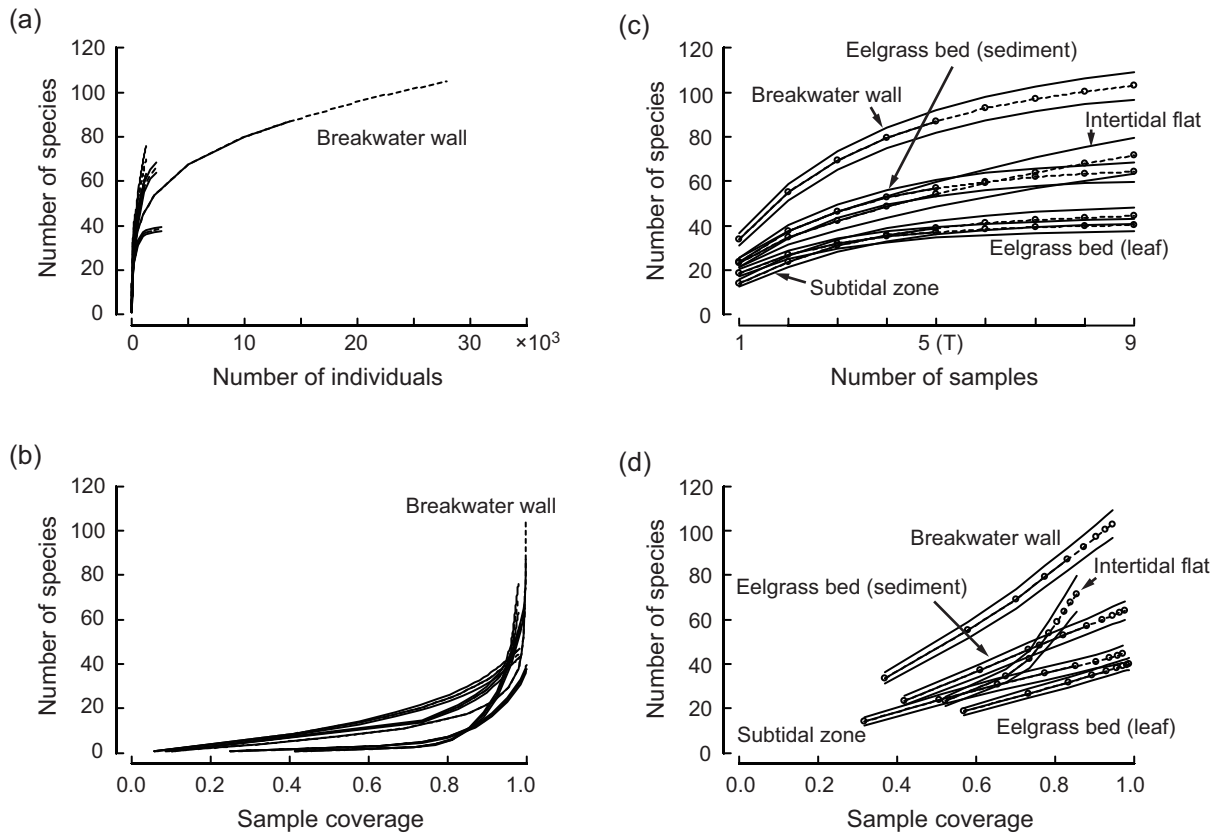 (a)
Number of species
120
100
80
60
40
20
0
Breakwater wall
0
10
20
30
×10³
Number of individuals
(c)
Number of species
120
100
80
60
40
20
0
Eelgrass bed (sediment)
Breakwater wall
Intertidal flat
Eelgrass bed (leaf)
Subtidal zone
1
5 (T)
9
Number of samples
(b)
Number of species
120
100
80
60
40
20
0
Breakwater wall
0.0
0.2
0.4
0.6
0.8
1.0
Sample coverage
(d)
Number of species
120
100
80
60
40
20
0
Breakwater wall
Intertidal flat
Eelgrass bed (sediment)
Subtidal zone
Eelgrass bed (leaf)
0.0
0.2
0.4
0.6
0.8
1.0
Sample coverage